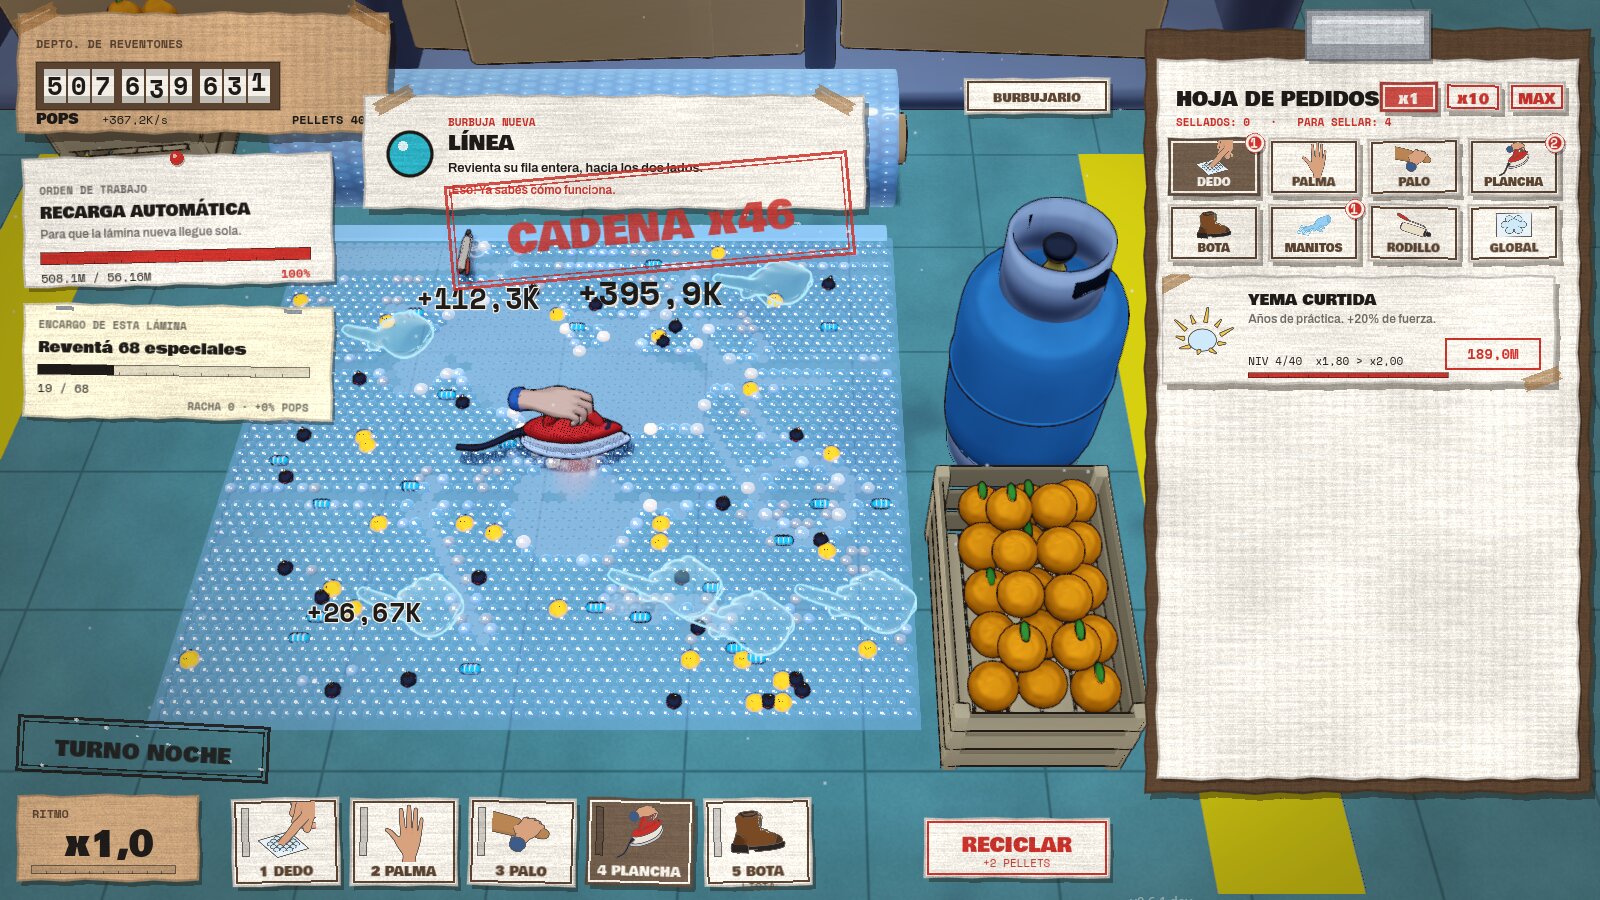 DEPTO. DE REVENTONES
507 639 631
POPS +367,2K/s PELLETS 40
ORDEN DE TRABAJO
RECARGA AUTOMÁTICA
Para que la lámina nueva llegue sola.
508,1M / 56,16M 100%
ENCARGO DE ESTA LÁMINA
Reventá 68 especiales
19 / 68
RACHA 0 · +0% POPS
BURBUJA NUEVA
LÍNEA
Revienta su fila entera, hacia los dos lados.
¡Eso! Ya sabés cómo funciona.
CADENA x46
+112,3K
+395,9K
+26,67K
BURBUJARIO
HOJA DE PEDIDOS x1 x10 MAX
SELLADOS: 0 · PARA SELLAR: 4
1
2
DEDO PALMA PALO PLANCHA
1
BOTA MANITOS RODILLO GLOBAL
YEMA CURTIDA
Años de práctica. +20% de fuerza.
NIV 4/40 x1,80 > x2,00 189,0M
TURNO NOCHE
RITMO
x1,0
1 DEDO 2 PALMA 3 PALO 4 PLANCHA 5 BOTA
RECICLAR
+2 PELLETS